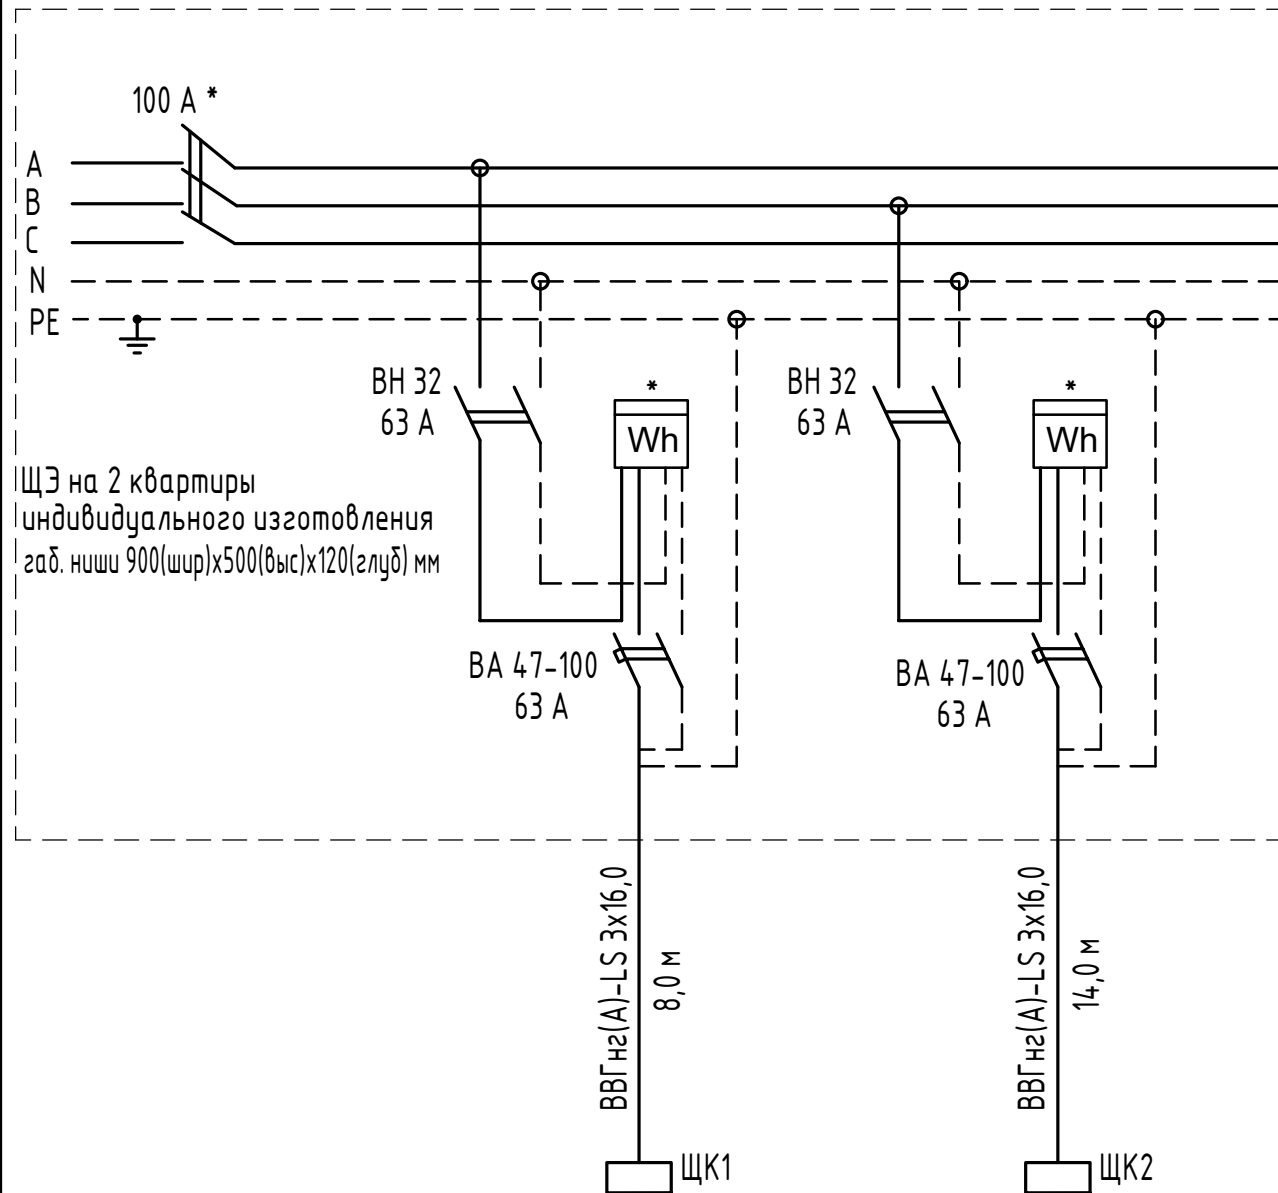 100 А *
A
B
C
N
PE
ВН 32
63 А
*
Wh
ВН 32
63 А
*
Wh
ЩЭ на 2 квартиры
индивидуального изготовления
габ. ниши 900(шир)х500(выс)х120(глуб) мм
ВА 47-100
63 А
ВА 47-100
63 А
ВВГнг(А)-LS 3х16,0
8,0 м
ВВГнг(А)-LS 3х16,0
14,0 м
ЩК1
ЩК2